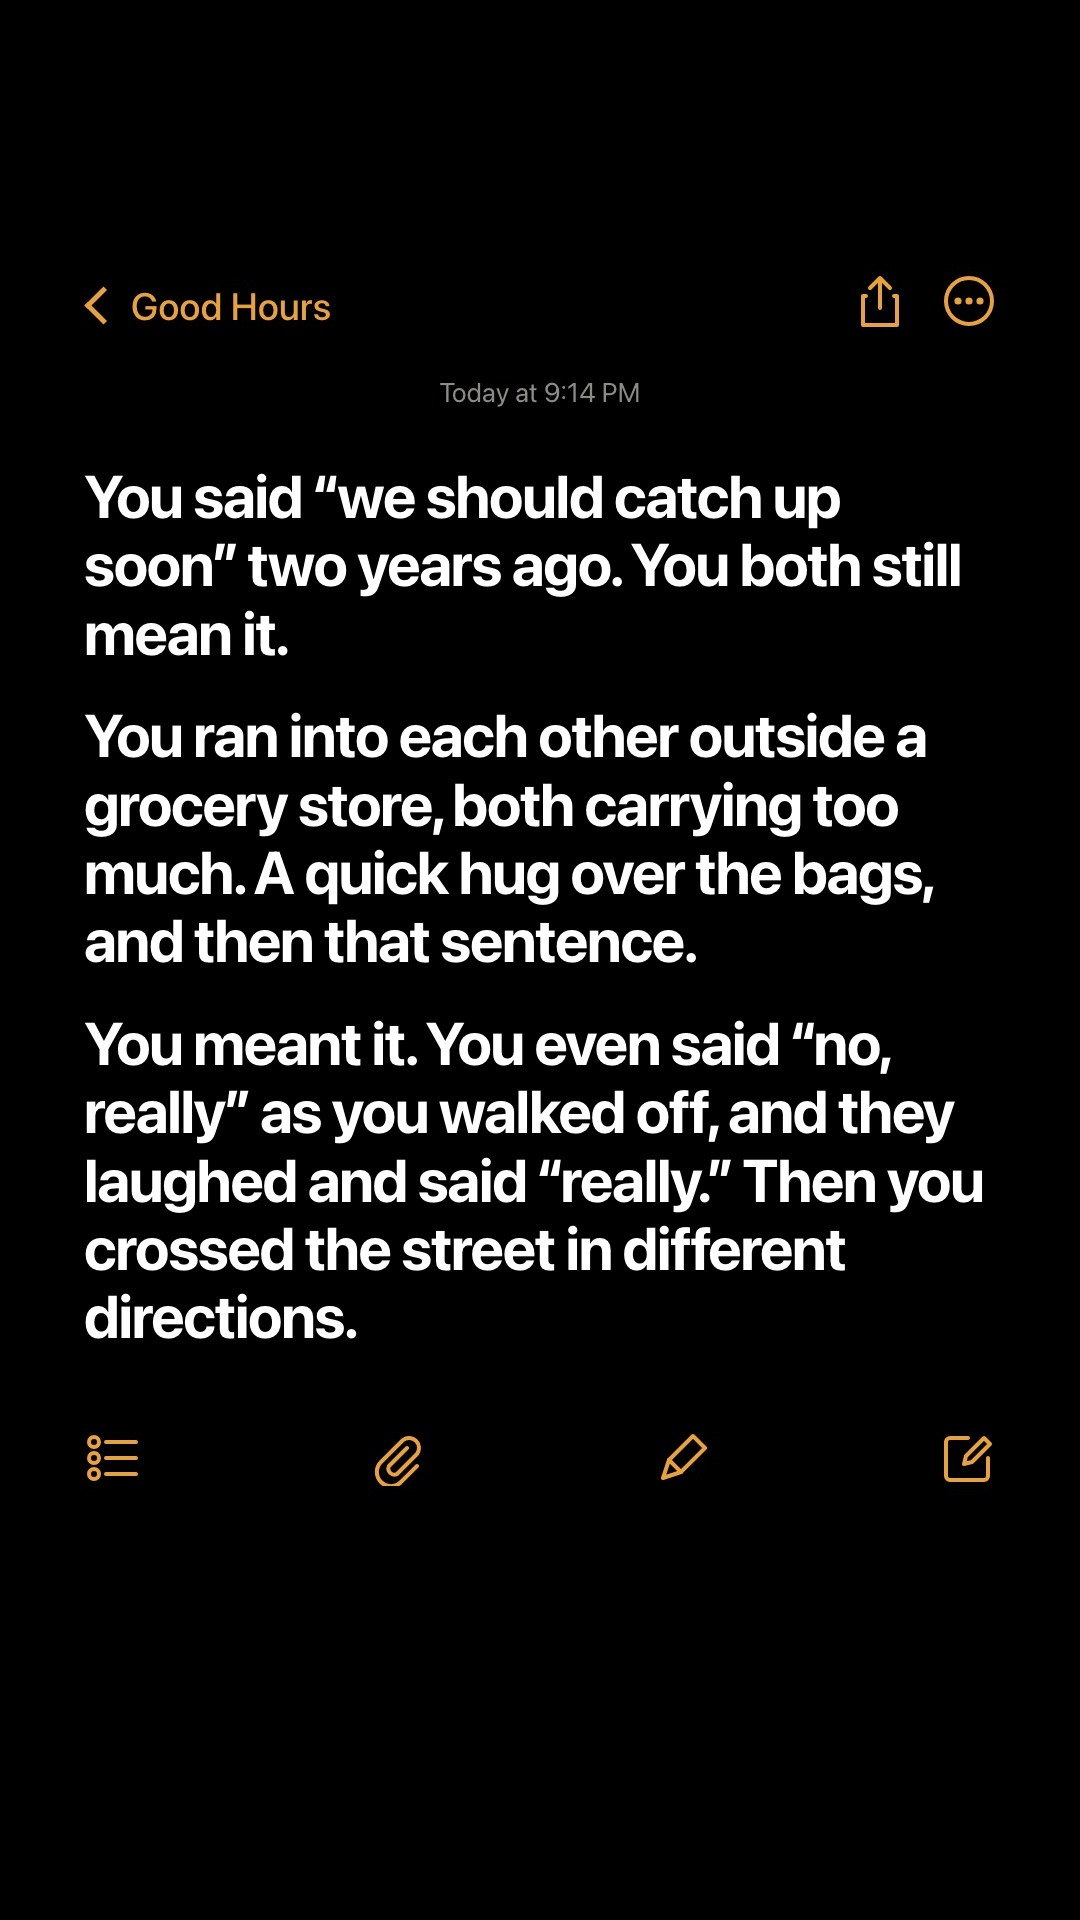 Good Hours
Today at 9:14 PM
You said “we should catch up
soon” two years ago. You both still
mean it.
You ran into each other outside a
grocery store, both carrying too
much. A quick hug over the bags,
and then that sentence.
You meant it. You even said “no,
really” as you walked off, and they
laughed and said “really.” Then you
crossed the street in different
directions.